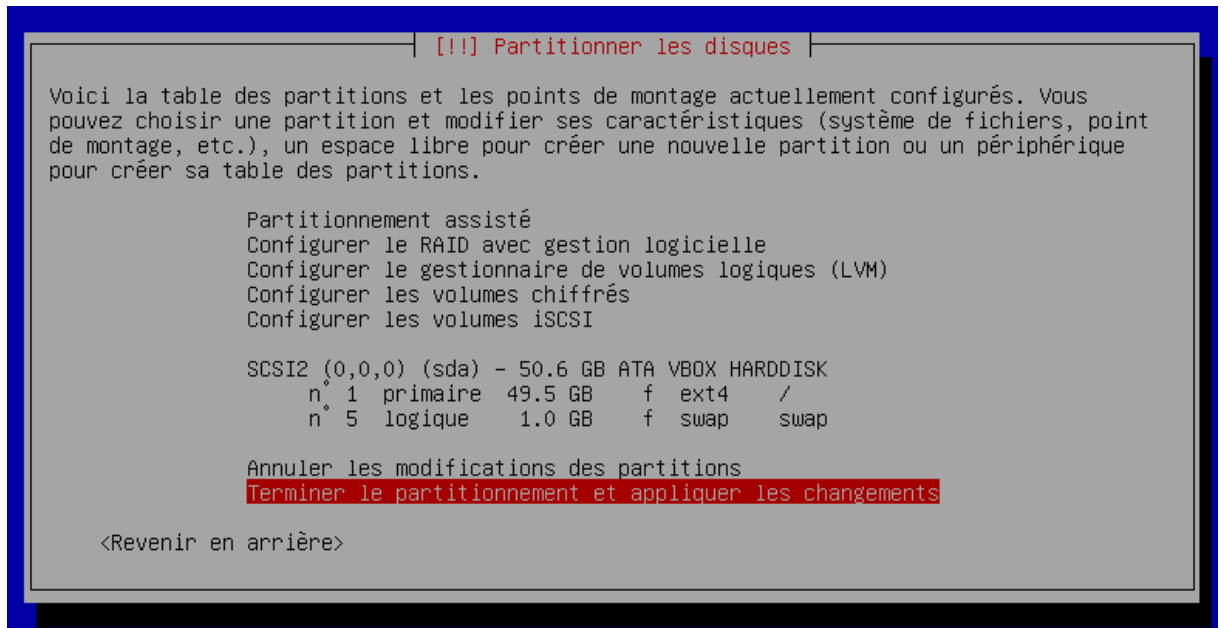 [!!] Partitionner les disques
Voici la table des partitions et les points de montage actuellement configurés. Vous
pouvez choisir une partition et modifier ses caractéristiques (système de fichiers, point
de montage, etc.), un espace libre pour créer une nouvelle partition ou un périphérique
pour créer sa table des partitions.
Partitionnement assisté
Configurer le RAID avec gestion logicielle
Configurer le gestionnaire de volumes logiques (LVM)
Configurer les volumes chiffrés
Configurer les volumes iSCSI
SCSI2 (0,0,0) (sda) – 50.6 GB ATA VBOX HARDDISK
n° 1 primaire 49.5 GB f ext4 /
n° 5 logique 1.0 GB f swap swap
Annuler les modifications des partitions
Terminer le partitionnement et appliquer les changements
<Revenir en arrière>